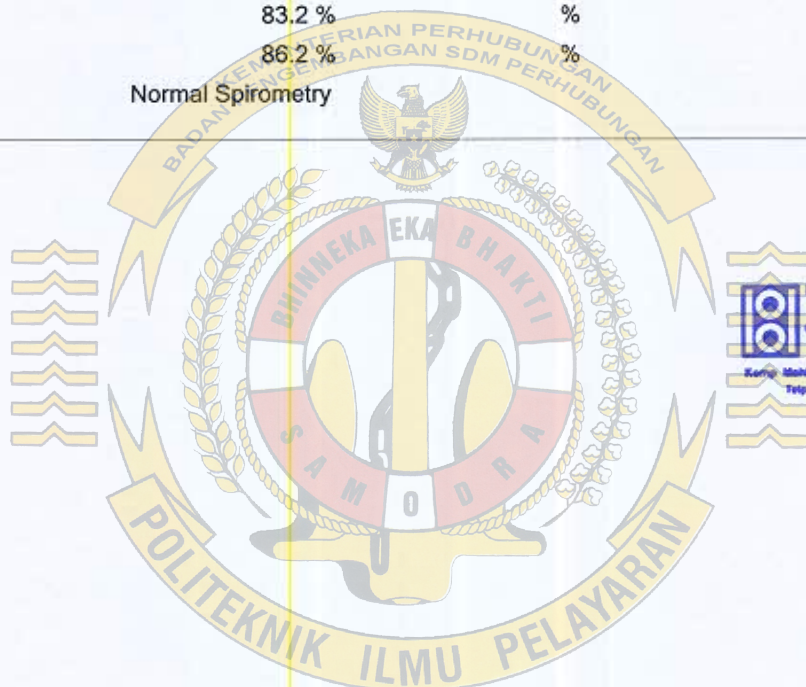 83.2 % %
86.2 % %
Normal Spirometry
KEMENTERIAN PERHUBUNGAN
BADAN PENGEMBANGAN SDM PERHUBUNGAN
BHINNEKA EKA BHAKTI
SAMODRA
POLITEKNIK ILMU PELAYARAN
Telp